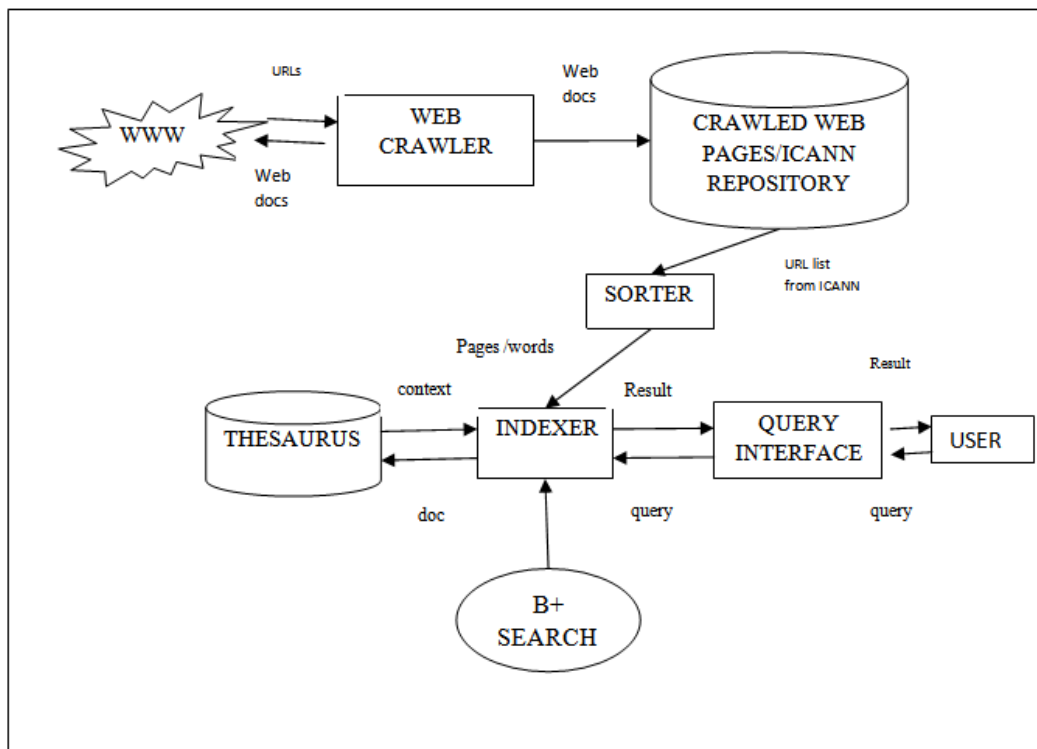 URLs
Web
docs
WWW
WEB
CRAWLER
CRAWLED WEB
PAGES/ICANN
REPOSITORY
Web
docs
URL list
from ICANN
SORTER
Pages /words
Result
context
Result
THESAURUS
INDEXER
QUERY
INTERFACE
USER
doc
query
query
B+
SEARCH